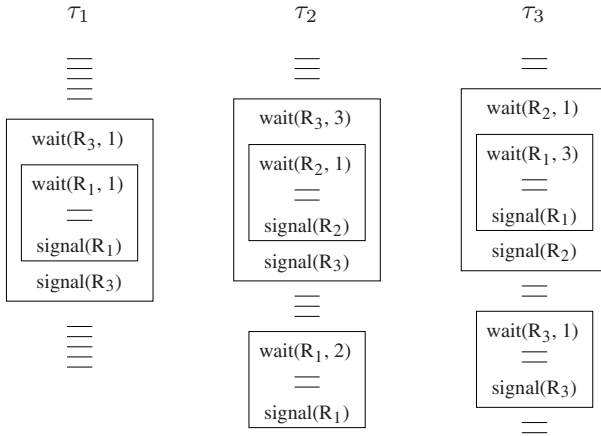 τ1
wait(R3, 1)
wait(R1, 1)
signal(R1)
signal(R3)
τ2
wait(R3, 3)
wait(R2, 1)
signal(R2)
signal(R3)
wait(R1, 2)
signal(R1)
τ3
wait(R2, 1)
wait(R1, 3)
signal(R1)
signal(R2)
wait(R3, 1)
signal(R3)